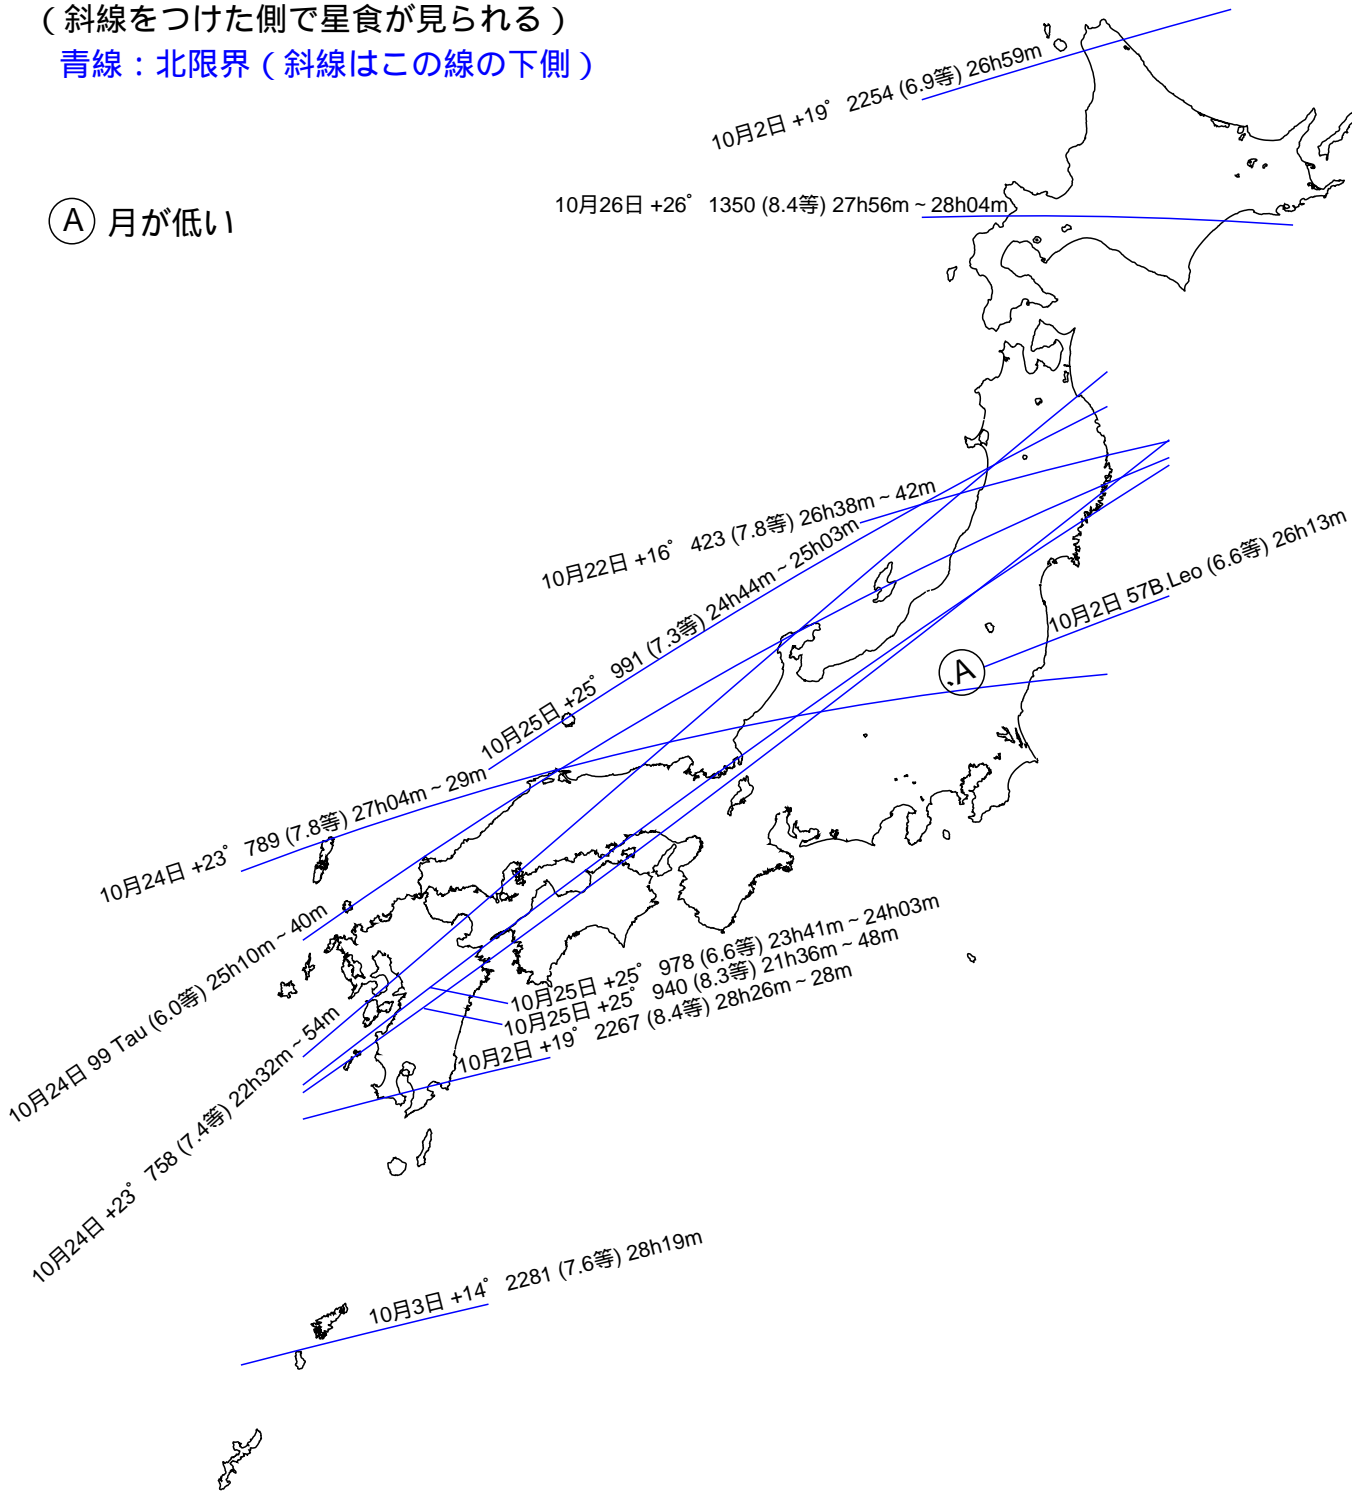 （斜線をつけた側で星食が見られる）
青線：北限界（斜線はこの線の下側）
10月2日 +19° 2254 (6.9等) 26h59m
10月26日 +26° 1350 (8.4等) 27h56m ~ 28h04m
A 月が低い
10月22日 +16° 423 (7.8等) 26h38m ~ 42m
10月2日 57B.Leo (6.6等) 26h13m
10月25日 +25° 991 (7.3等) 24h44m ~ 25h03m
A
10月24日 +23° 789 (7.8等) 27h04m ~ 29m
10月24日 99 Tau (6.0等) 25h10m ~ 40m
10月25日 +25° 978 (6.6等) 23h41m ~ 24h03m
10月25日 +25° 940 (8.3等) 21h36m ~ 48m
10月2日 +19° 2267 (8.4等) 28h26m ~ 28m
10月24日 +23° 758 (7.4等) 22h32m ~ 54m
10月3日 +14° 2281 (7.6等) 28h19m